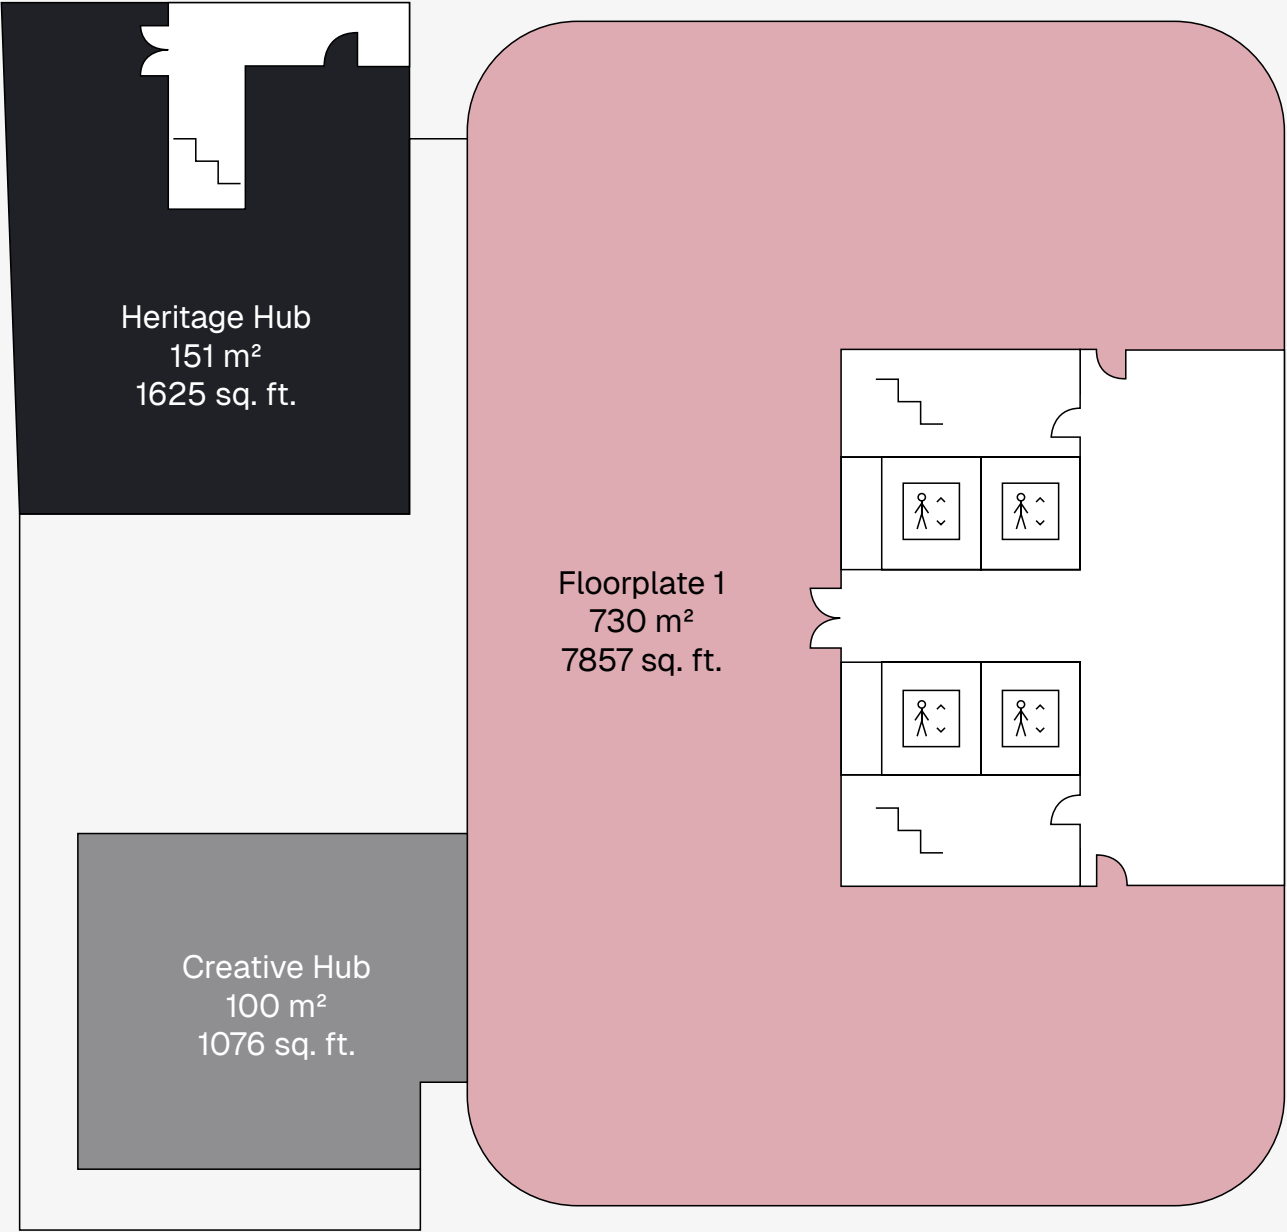 Heritage Hub
151 m²
1625 sq. ft.
Floorplate 1
730 m²
7857 sq. ft.
Creative Hub
100 m²
1076 sq. ft.